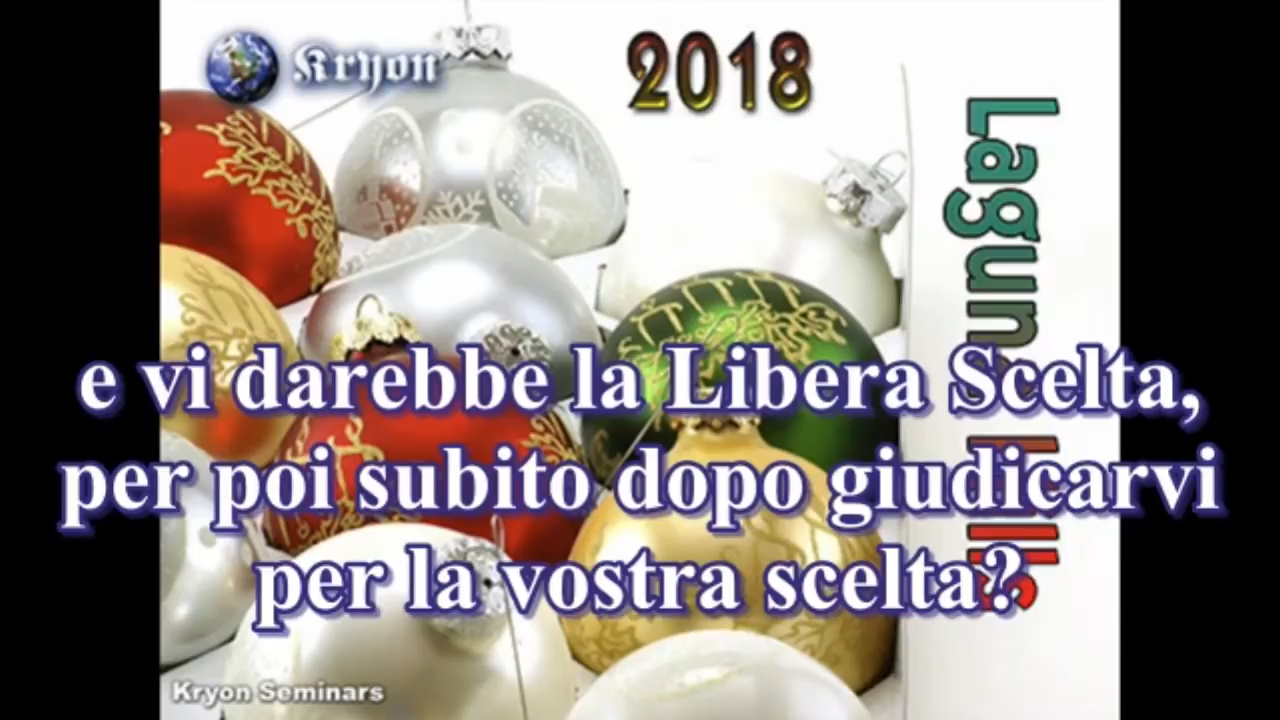 Kryon
2018
Laguna Hills
e vi darebbe la Libera Scelta,
per poi subito dopo giudicarvi
per la vostra scelta?
Kryon Seminars